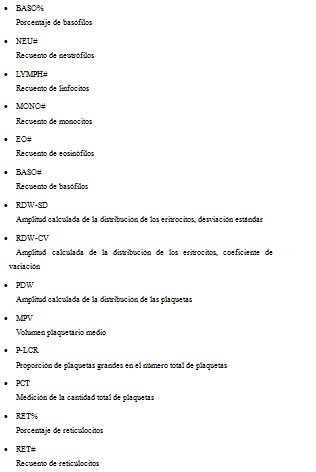 • BASO%
Porcentaje de basófilos
• NEU#
Recuento de neutrófilos
• LYMPH#
Recuento de linfocitos
• MONO#
Recuento de monocitos
• EO#
Recuento de eosinófilos
• BASO#
Recuento de basófilos
• RDW-SD
Amplitud calculada de la distribución de los eritrocitos, desviación estándar
• RDW-CV
Amplitud calculada de la distribución de los eritrocitos, coeficiente de
variación
• PDW
Amplitud calculada de la distribución de las plaquetas
• MPV
Volumen plaquetario medio
• P-LCR
Proporción de plaquetas grandes en el número total de plaquetas
• PCT
Medición de la cantidad total de plaquetas
• RET%
Porcentaje de reticulocitos
• RET#
Recuento de reticulocitos